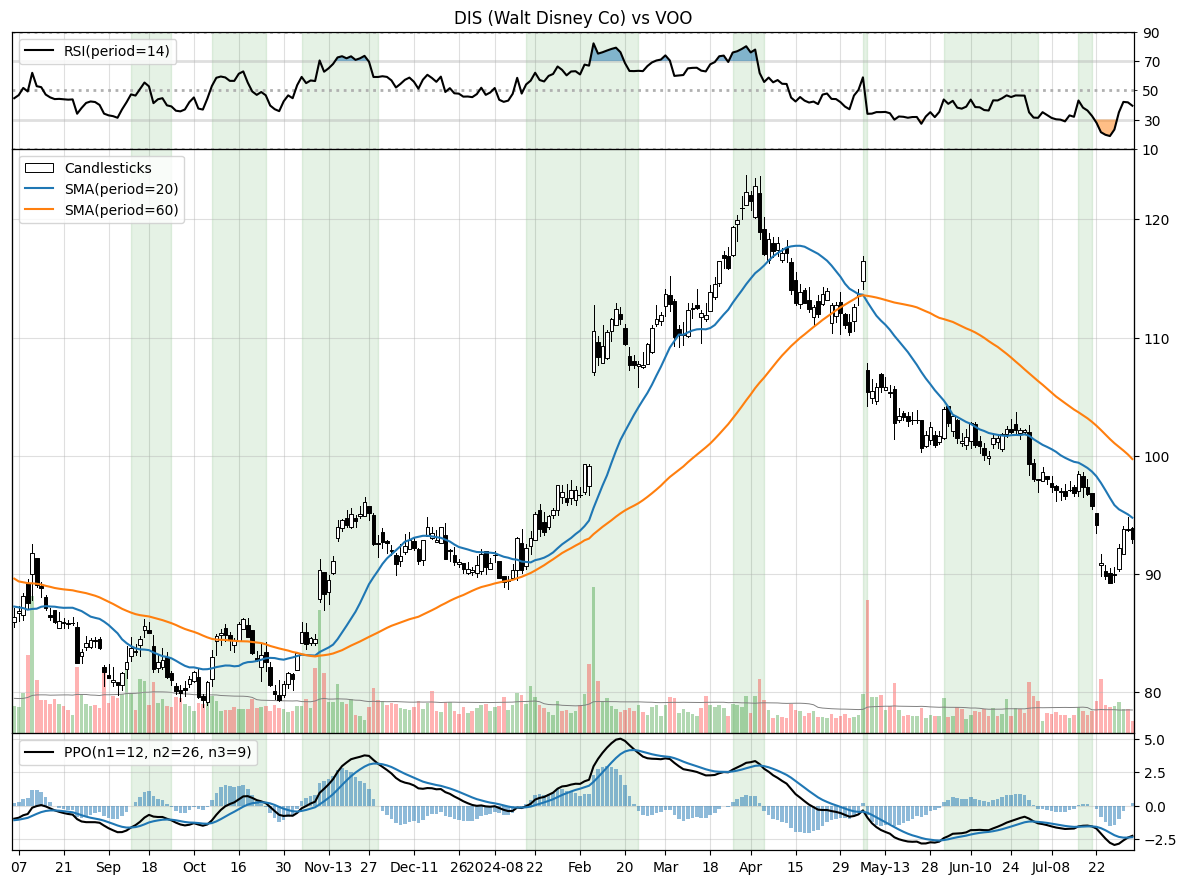 DIS (Walt Disney Co) vs VOO
RSI(period=14)
90
70
50
30
10
Candlesticks
SMA(period=20)
SMA(period=60)
120
110
100
90
80
PPO(n1=12, n2=26, n3=9)
5.0
2.5
0.0
−2.5
07 21 Sep 18 Oct 16 30 Nov-13 27 Dec-11 26 2024-08 22 Feb 20 Mar 18 Apr 15 29 May-13 28 Jun-10 24 Jul-08 22